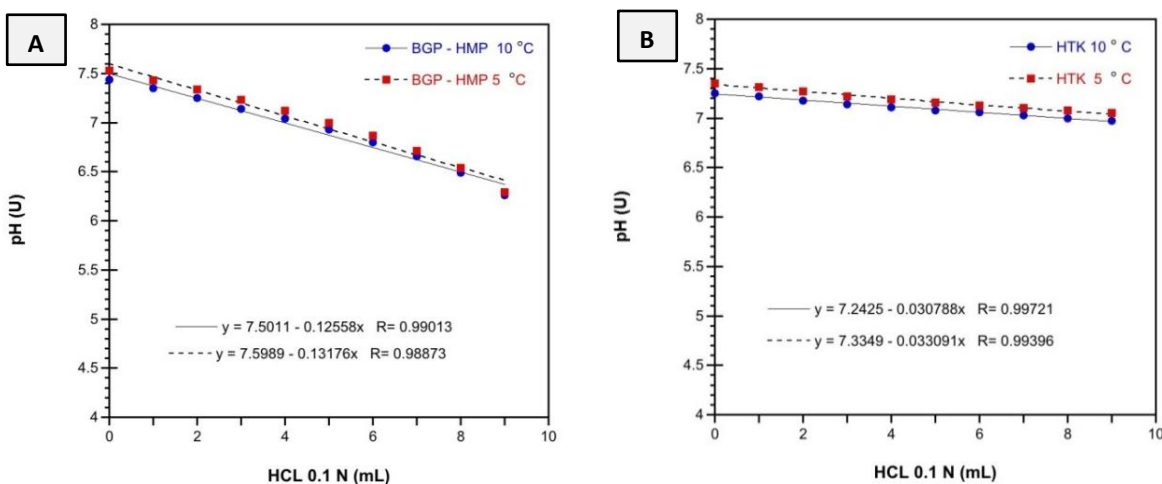 A
8
7.5
7
6.5
6
5.5
5
4.5
4
pH (U)
BGP - HMP 10 °C
BGP - HMP 5 °C
y = 7.5011 - 0.12558x R= 0.99013
y = 7.5989 - 0.13176x R= 0.98873
0 2 4 6 8 10
HCL 0.1 N (mL)
B
8
7.5
7
6.5
6
5.5
5
4.5
4
pH (U)
HTK 10 ° C
HTK 5 ° C
y = 7.2425 - 0.030788x R= 0.99721
y = 7.3349 - 0.033091x R= 0.99396
0 2 4 6 8 10
HCL 0.1 N (mL)